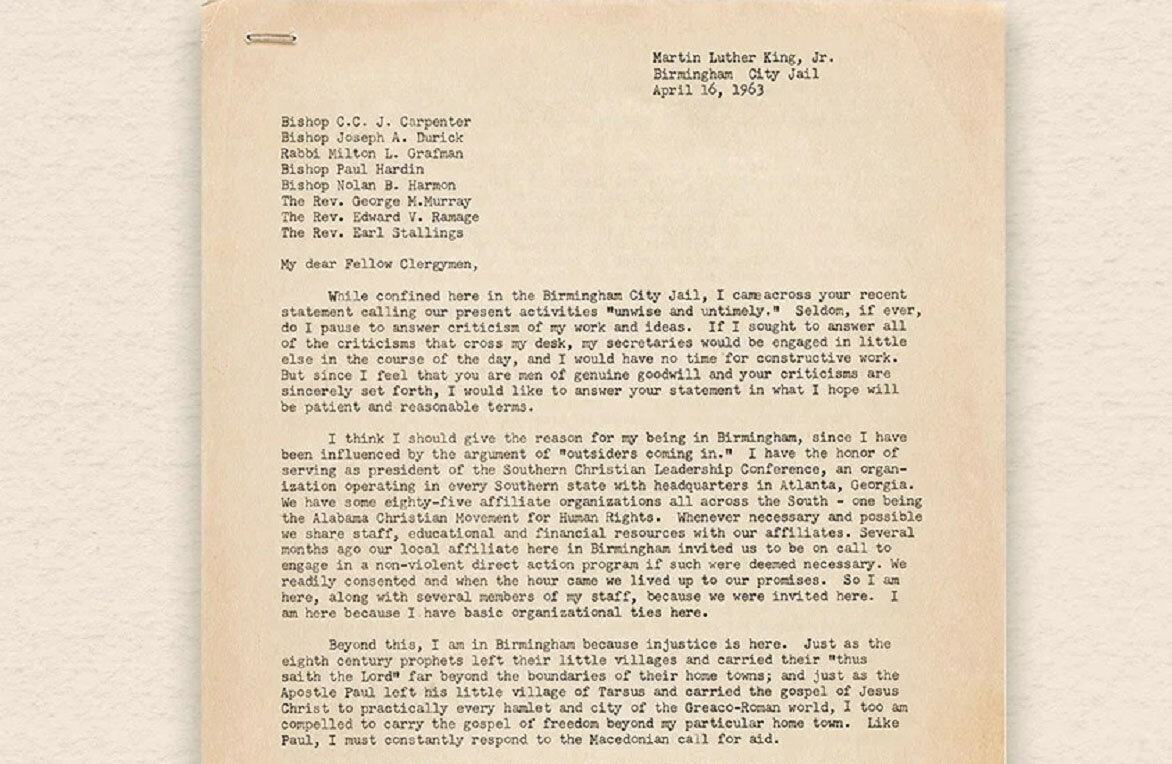 Martin Luther King, Jr.
Birmingham City Jail
April 16, 1963
Bishop C.C. J. Carpenter
Bishop Joseph A. Durick
Rabbi Milton L. Grafman
Bishop Paul Hardin
Bishop Nolan B. Harmon
The Rev. George M.Murray
The Rev. Edward V. Ramage
The Rev. Earl Stallings
My dear Fellow Clergymen,
While confined here in the Birmingham City Jail, I came across your recent
statement calling our present activities "unwise and untimely." Seldom, if ever,
do I pause to answer criticism of my work and ideas. If I sought to answer all
of the criticisms that cross my desk, my secretaries would be engaged in little
else in the course of the day, and I would have no time for constructive work.
But since I feel that you are men of genuine goodwill and your criticisms are
sincerely set forth, I would like to answer your statement in what I hope will
be patient and reasonable terms.
I think I should give the reason for my being in Birmingham, since I have
been influenced by the argument of "outsiders coming in." I have the honor of
serving as president of the Southern Christian Leadership Conference, an organ-
ization operating in every Southern state with headquarters in Atlanta, Georgia.
We have some eighty-five affiliate organizations all across the South - one being
the Alabama Christian Movement for Human Rights. Whenever necessary and possible
we share staff, educational and financial resources with our affiliates. Several
months ago our local affiliate here in Birmingham invited us to be on call to
engage in a non-violent direct action program if such were deemed necessary. We
readily consented and when the hour came we lived up to our promises. So I am
here, along with several members of my staff, because we were invited here. I
am here because I have basic organizational ties here.
Beyond this, I am in Birmingham because injustice is here. Just as the
eighth century prophets left their little villages and carried their "thus
saith the Lord" far beyond the boundaries of their home towns; and just as the
Apostle Paul left his little village of Tarsus and carried the gospel of Jesus
Christ to practically every hamlet and city of the Greaco-Roman world, I too am
compelled to carry the gospel of freedom beyond my particular home town. Like
Paul, I must constantly respond to the Macedonian call for aid.